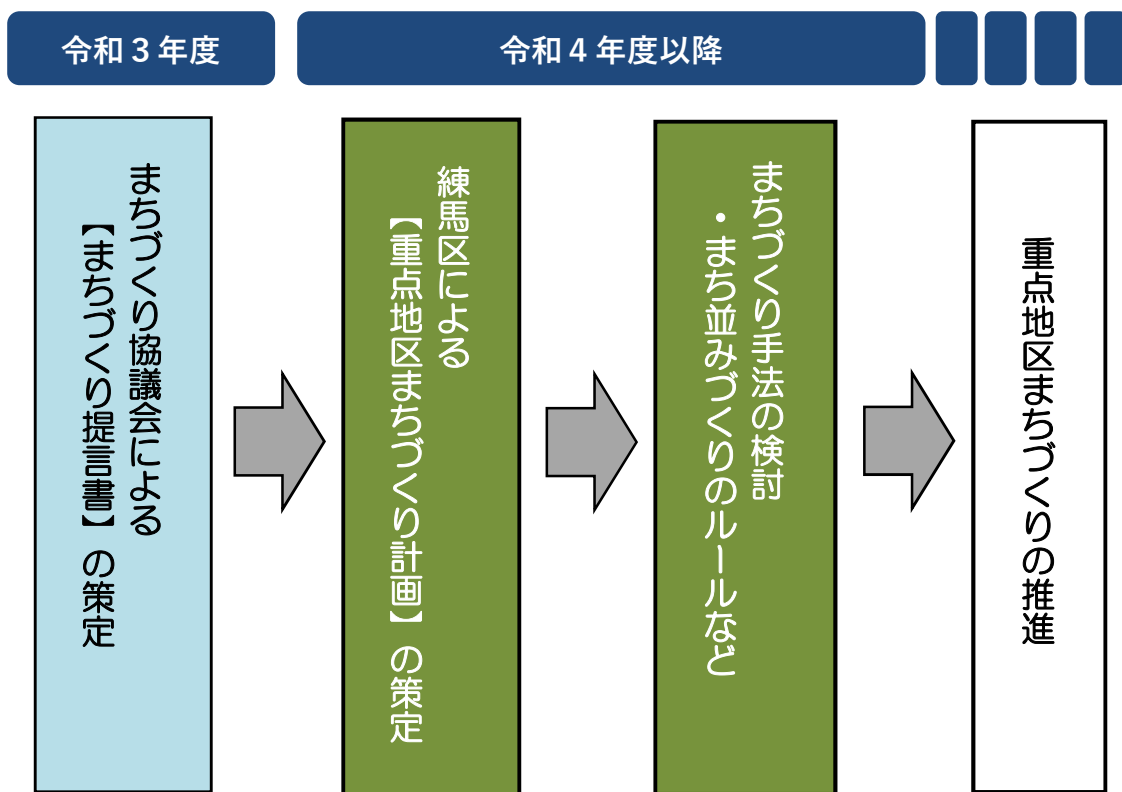 令和３年度
令和４年度以降
まちづくり協議会による
【まちづくり提言書】の策定
練馬区による
【重点地区まちづくり計画】の策定
まちづくり手法の検討
・まち並みづくりのルールなど
重点地区まちづくりの推進